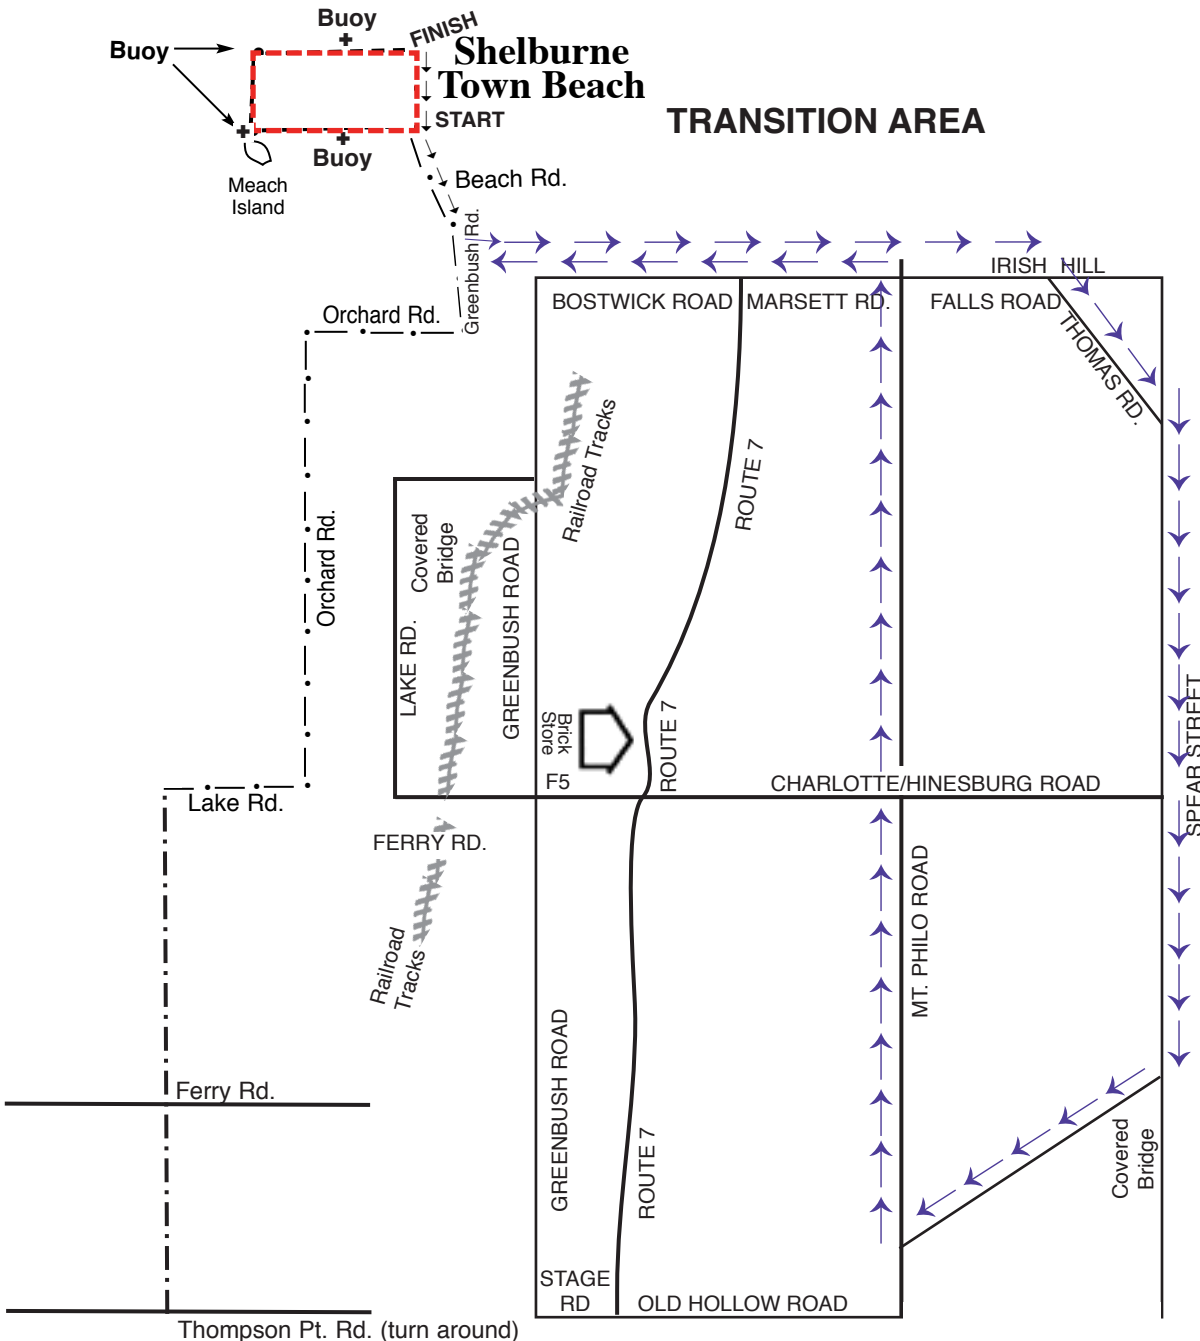 Buoy
FINISH
Buoy
Shelburne
Town Beach
START
TRANSITION AREA
Buoy
Meach
Island
Beach Rd.
Greenbush Rd.
IRISH HILL
BOSTWICK ROAD
MARSETT RD.
FALLS ROAD
Orchard Rd.
THOMAS RD.
Railroad Tracks
ROUTE 7
Orchard Rd.
Covered
Bridge
GREENBUSH ROAD
LAKE RD.
Brick
Store
ROUTE 7
SPEAR STREET
F5
CHARLOTTE/HINESBURG ROAD
Lake Rd.
FERRY RD.
MT. PHILO ROAD
Railroad
Tracks
GREENBUSH ROAD
Ferry Rd.
ROUTE 7
Covered
Bridge
STAGE
RD
OLD HOLLOW ROAD
Thompson Pt. Rd. (turn around)